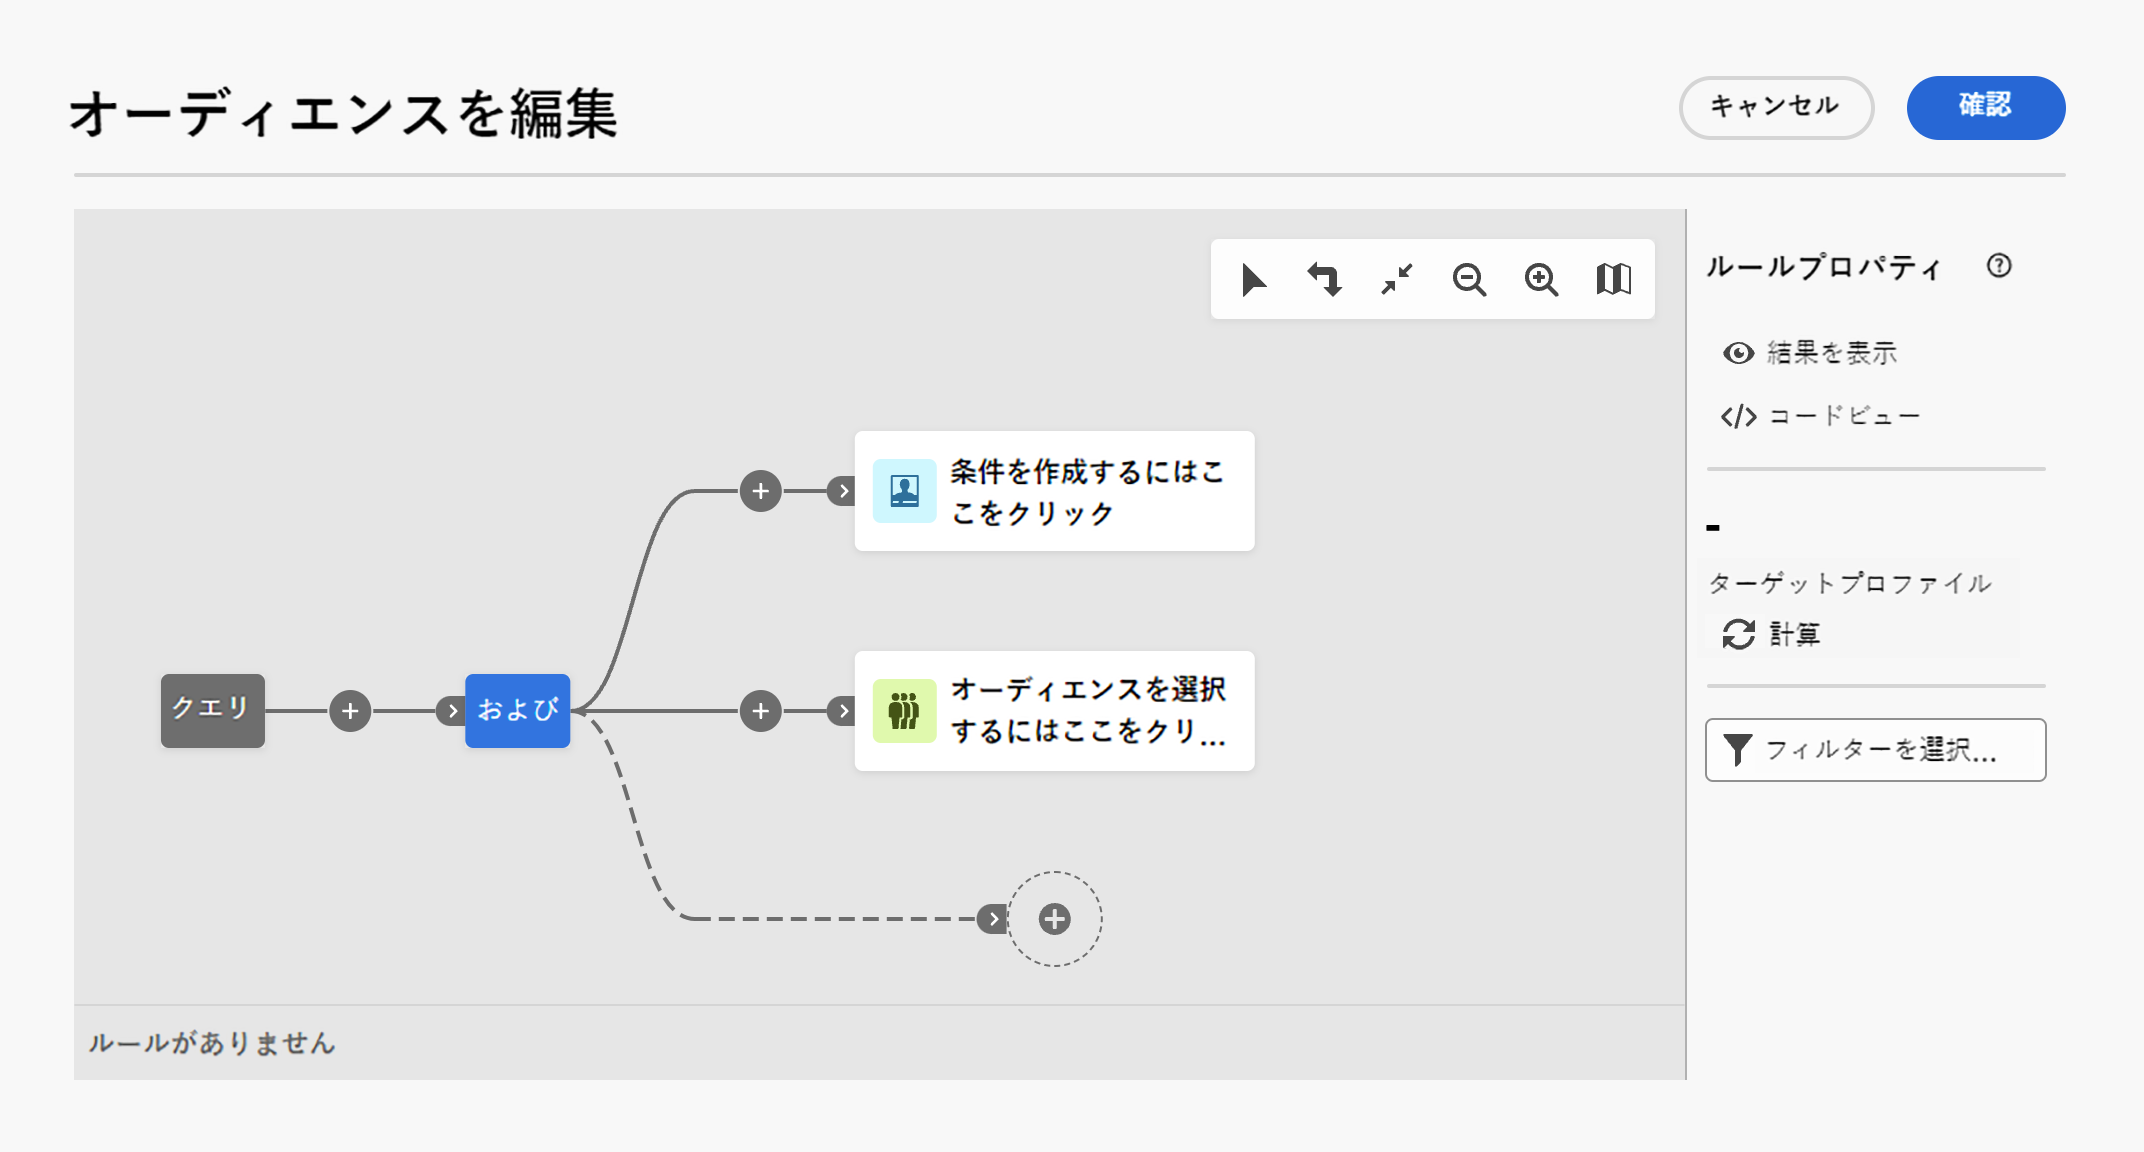 オーディエンスを編集
キャンセル
確認
ルールプロパティ
結果を表示
コードビュー
-
ターゲットプロファイル
計算
フィルターを選択...
条件を作成するにはこ
こをクリック
クエリ
および
オーディエンスを選択
するにはここをクリ...
ルールがありません